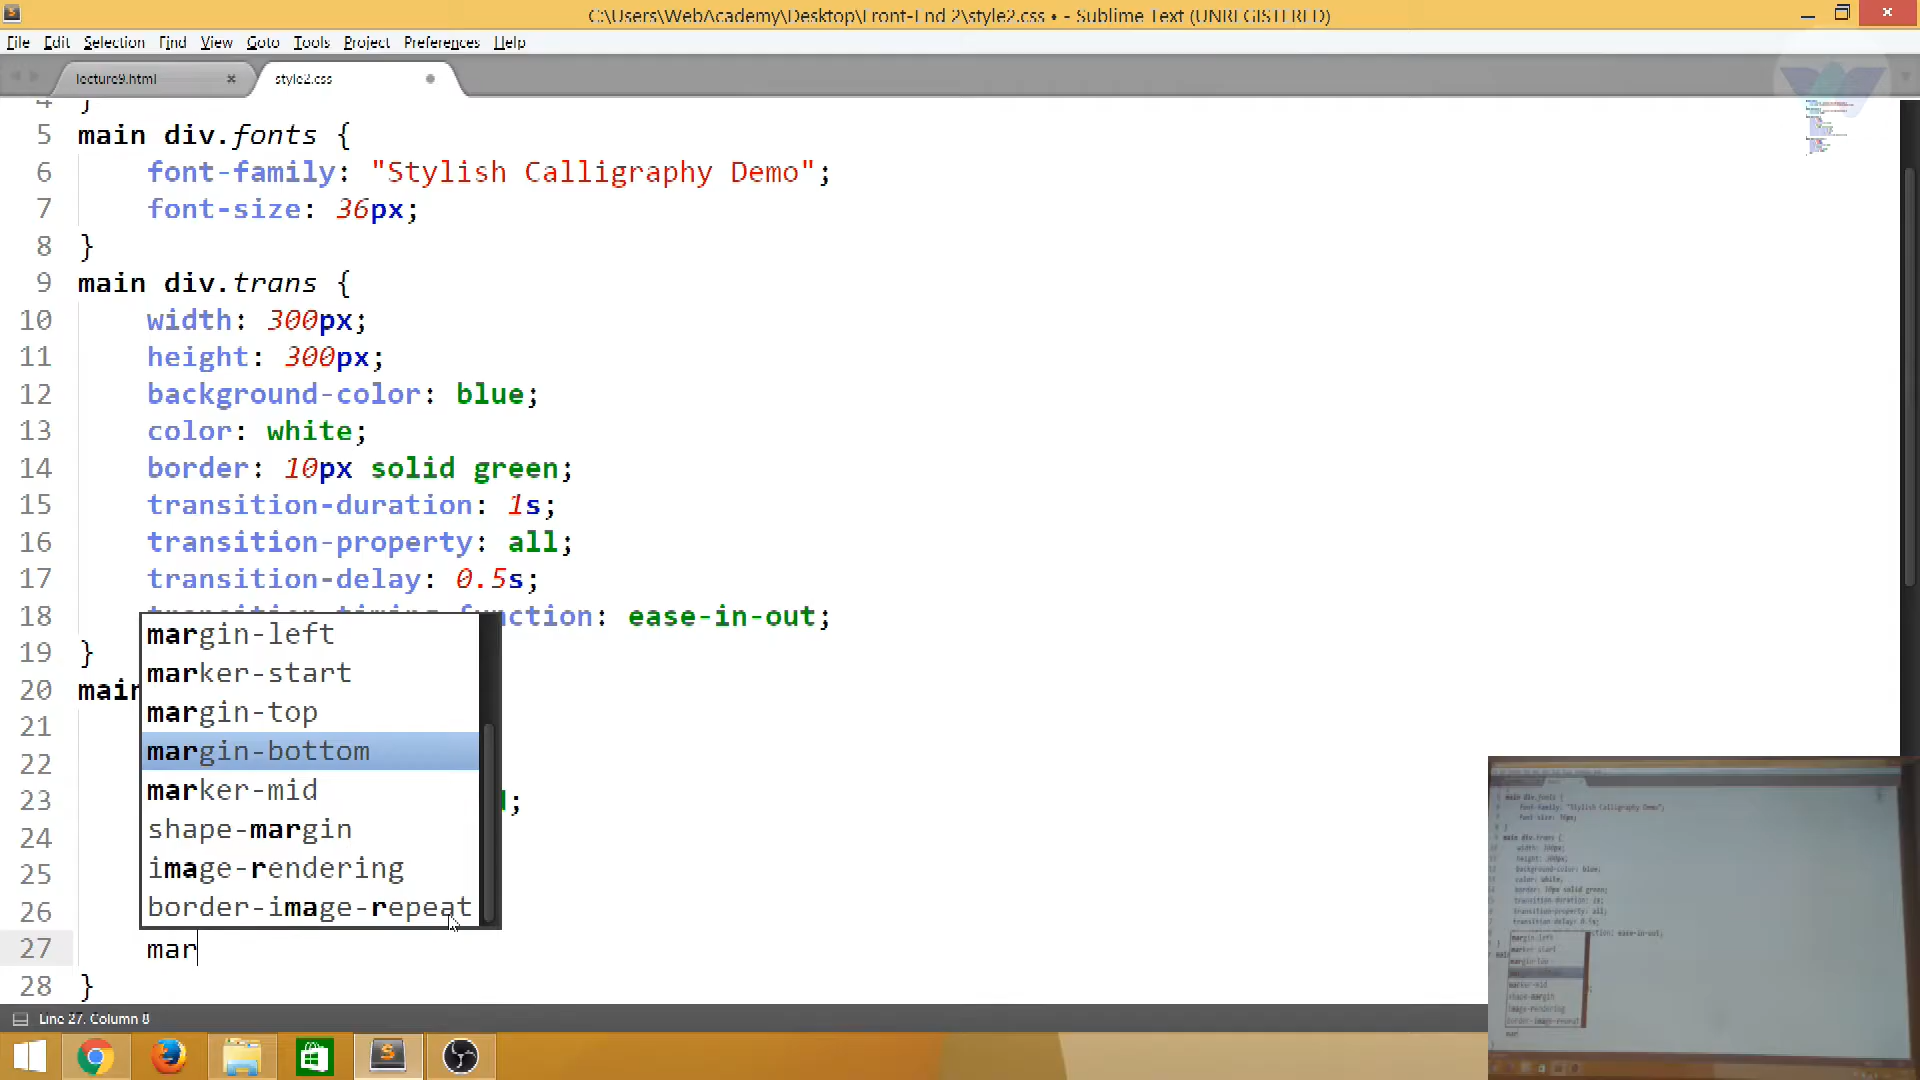 C:\Users\WebAcademy\Desktop\Front-End 2\style2.css • - Sublime Text (UNREGISTERED)
File Edit Selection Find View Goto Tools Project Preferences Help
lecture9.html
style2.css
4 }
5 main div.fonts {
6 font-family: "Stylish Calligraphy Demo";
7 font-size: 36px;
8 }
9 main div.trans {
10 width: 300px;
11 height: 300px;
12 background-color: blue;
13 color: white;
14 border: 10px solid green;
15 transition-duration: 1s;
16 transition-property: all;
17 transition-delay: 0.5s;
18 transition-timing-function: ease-in-out;
19 }
20 main
21
22
23 ;
24
25
26
27 mar
28 }
margin-left
marker-start
margin-top
margin-bottom
marker-mid
shape-margin
image-rendering
border-image-repeat
Line 27, Column 8